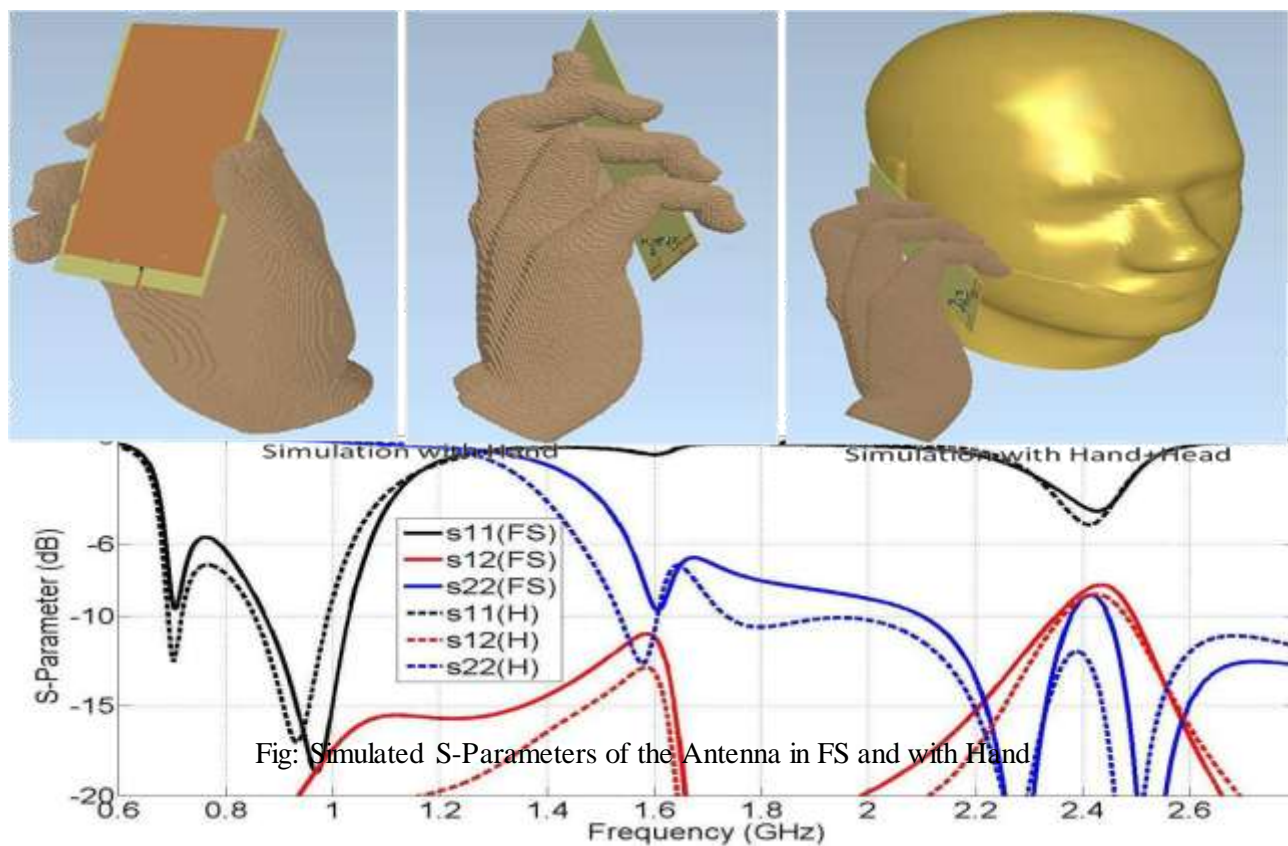 Simulation with Hand
Simulation with Hand+Head
S-Parameter (dB)
-6
-10
-15
-20
s11(FS)
s12(FS)
s22(FS)
s11(H)
s12(H)
s22(H)
Fig: Simulated S-Parameters of the Antenna in FS and with Hand
0.6 0.8 1 1.2 1.4 1.6 1.8 2 2.2 2.4 2.6
Frequency (GHz)